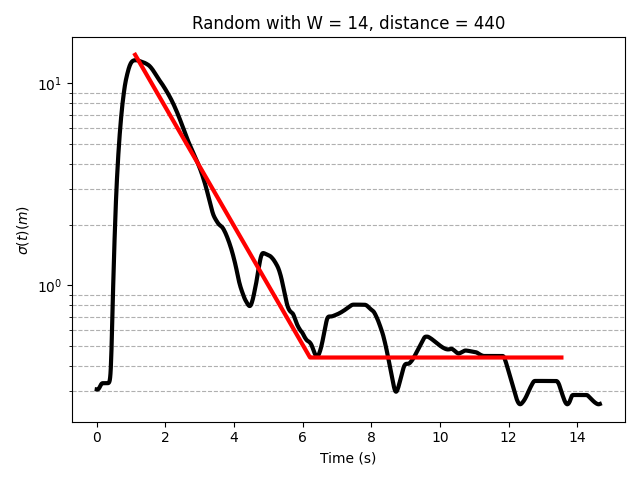 Random with W = 14, distance = 440
σ(t)(m)
10¹
10⁰
0 2 4 6 8 10 12 14
Time (s)